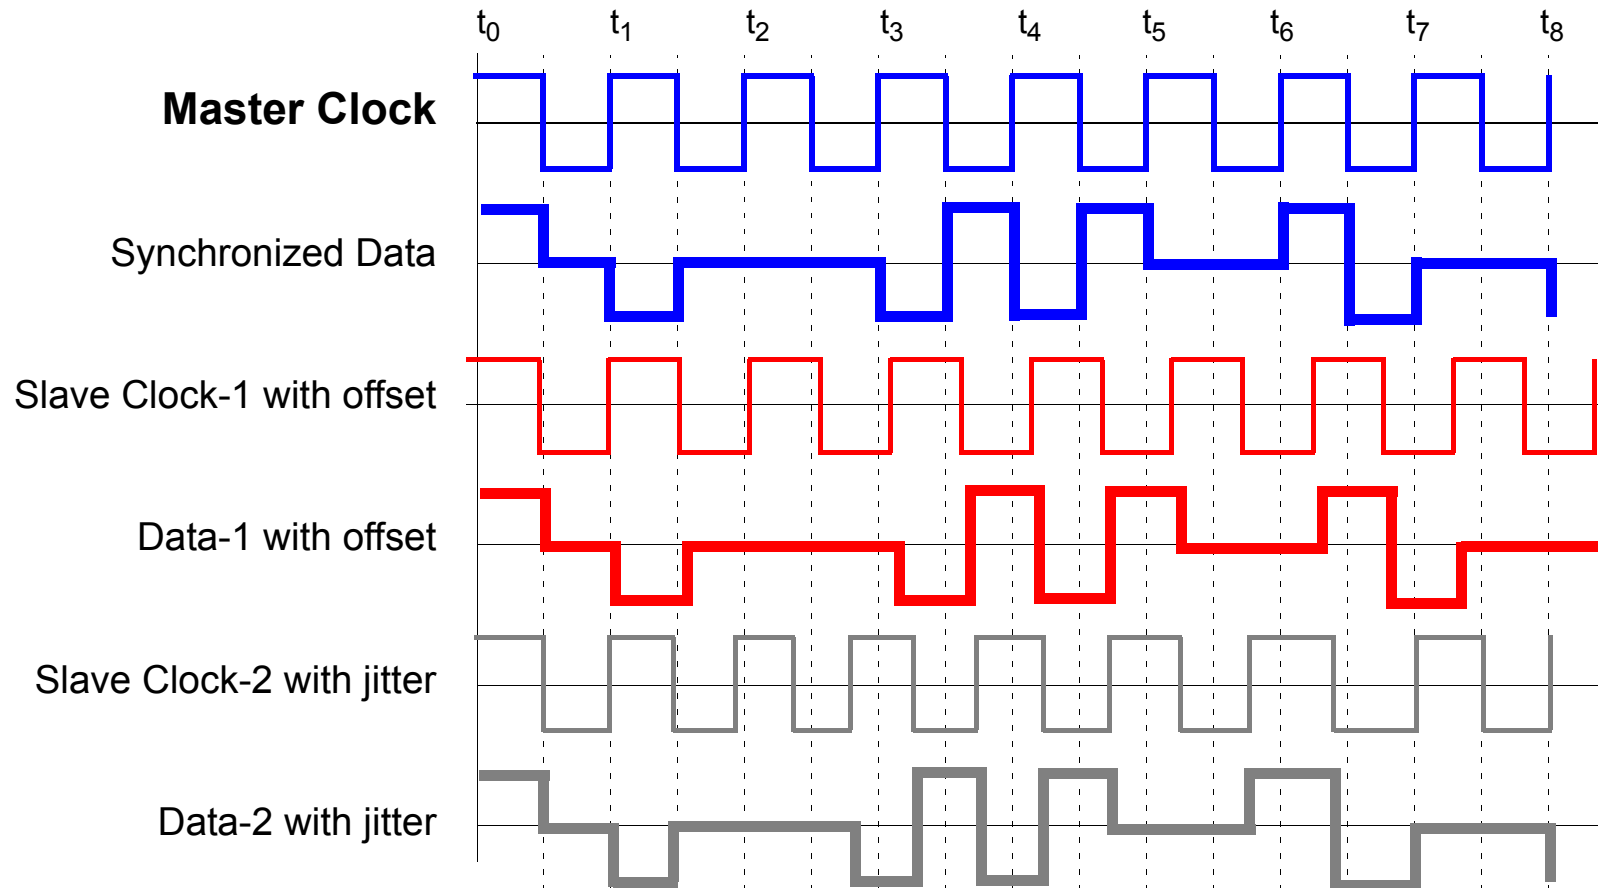 t0 t1 t2 t3 t4 t5 t6 t7 t8
Master Clock
Synchronized Data
Slave Clock-1 with offset
Data-1 with offset
Slave Clock-2 with jitter
Data-2 with jitter